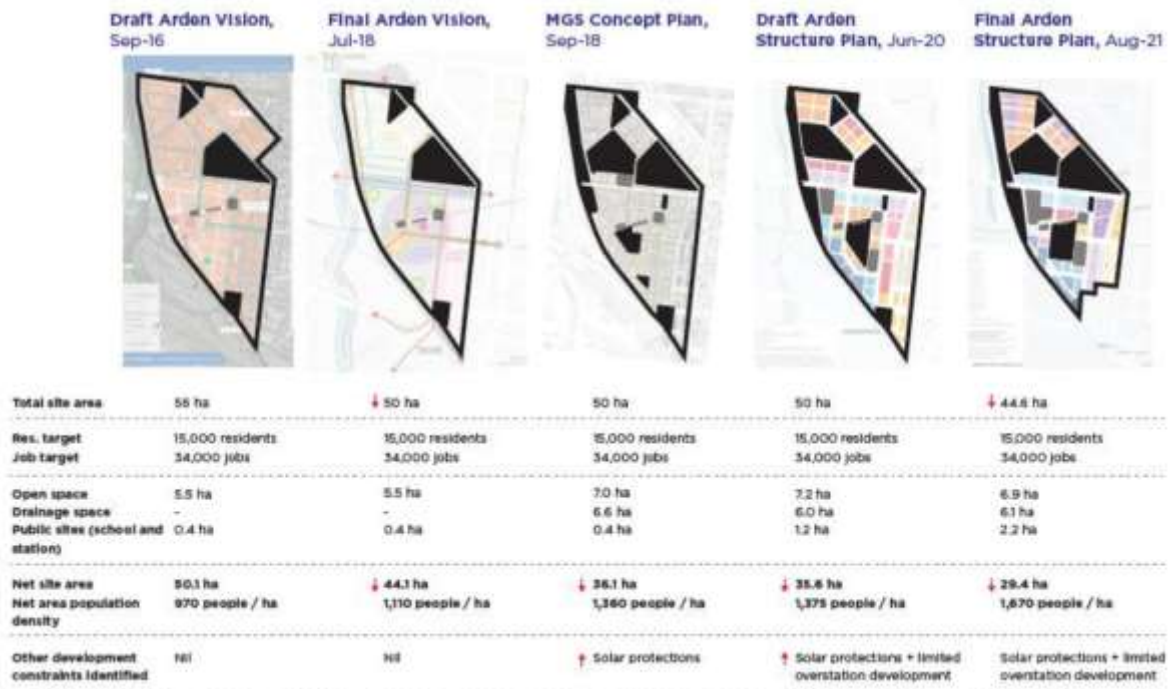 Draft Arden Vision,
Sep-16
Final Arden Vision,
Jul-18
MGS Concept Plan,
Sep-18
Draft Arden
Structure Plan, Jun-20
Final Arden
Structure Plan, Aug-21
Total site area 55 ha ↓ 50 ha 50 ha 50 ha ↓ 44.6 ha
Res. target 15,000 residents 15,000 residents 15,000 residents 15,000 residents 15,000 residents
Job target 34,000 jobs 34,000 jobs 34,000 jobs 34,000 jobs 34,000 jobs
Open space 5.5 ha 5.5 ha 7.0 ha 7.2 ha 6.9 ha
Drainage space - - 6.6 ha 6.0 ha 6.1 ha
Public sites (school and 0.4 ha 0.4 ha 0.4 ha 1.2 ha 2.2 ha
station)
Net site area 50.1 ha ↓ 44.1 ha ↓ 36.1 ha ↓ 35.6 ha ↓ 29.4 ha
Net area population 970 people / ha 1,110 people / ha 1,360 people / ha 1,375 people / ha 1,670 people / ha
density
Other development Nil Nil ↑ Solar protections ↑ Solar protections + limited Solar protections + limited
constraints identified overstation development overstation development